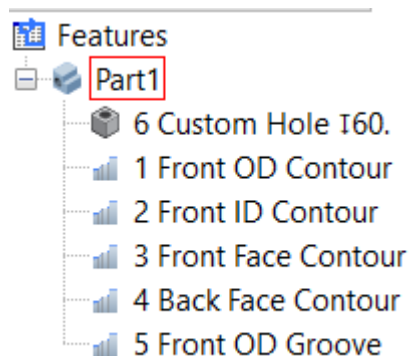 Features
Part1
6 Custom Hole ↧60.
1 Front OD Contour
2 Front ID Contour
3 Front Face Contour
4 Back Face Contour
5 Front OD Groove